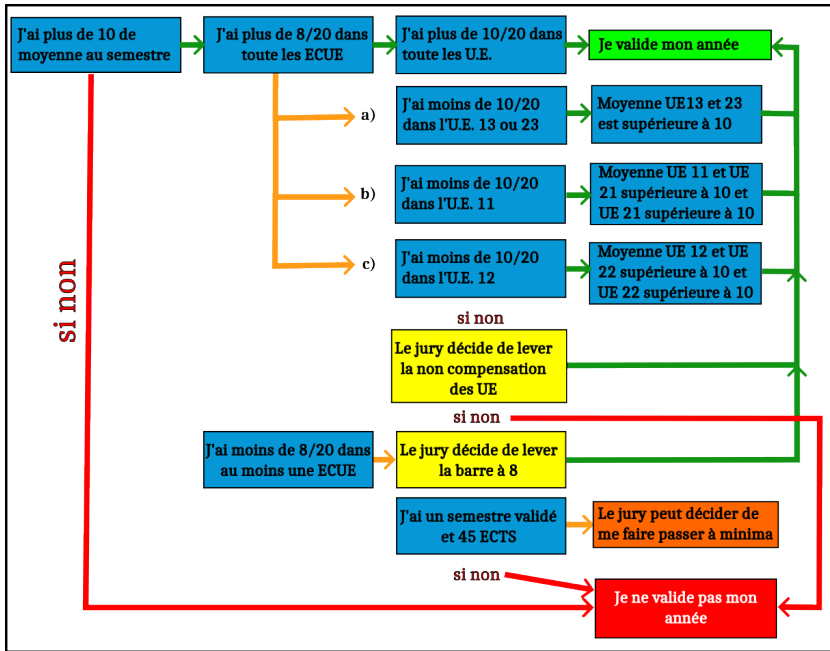 J'ai plus de 10 de
moyenne au semestre
J'ai plus de 8/20 dans
toute les ECUE
J'ai plus de 10/20 dans
toute les U.E.
Je valide mon année
a)
J'ai moins de 10/20
dans l'U.E. 13 ou 23
Moyenne UE13 et 23
est supérieure à 10
b)
J'ai moins de 10/20
dans l'U.E. 11
Moyenne UE 11 et UE
21 supérieure à 10 et
UE 21 supérieure à 10
c)
J'ai moins de 10/20
dans l'U.E. 12
Moyenne UE 12 et UE
22 supérieure à 10 et
UE 22 supérieure à 10
si non
si non
Le jury décide de lever
la non compensation
des UE
si non
J'ai moins de 8/20 dans
au moins une ECUE
Le jury décide de lever
la barre à 8
J'ai un semestre validé
et 45 ECTS
Le jury peut décider de
me faire passer à minima
si non
Je ne valide pas mon
année